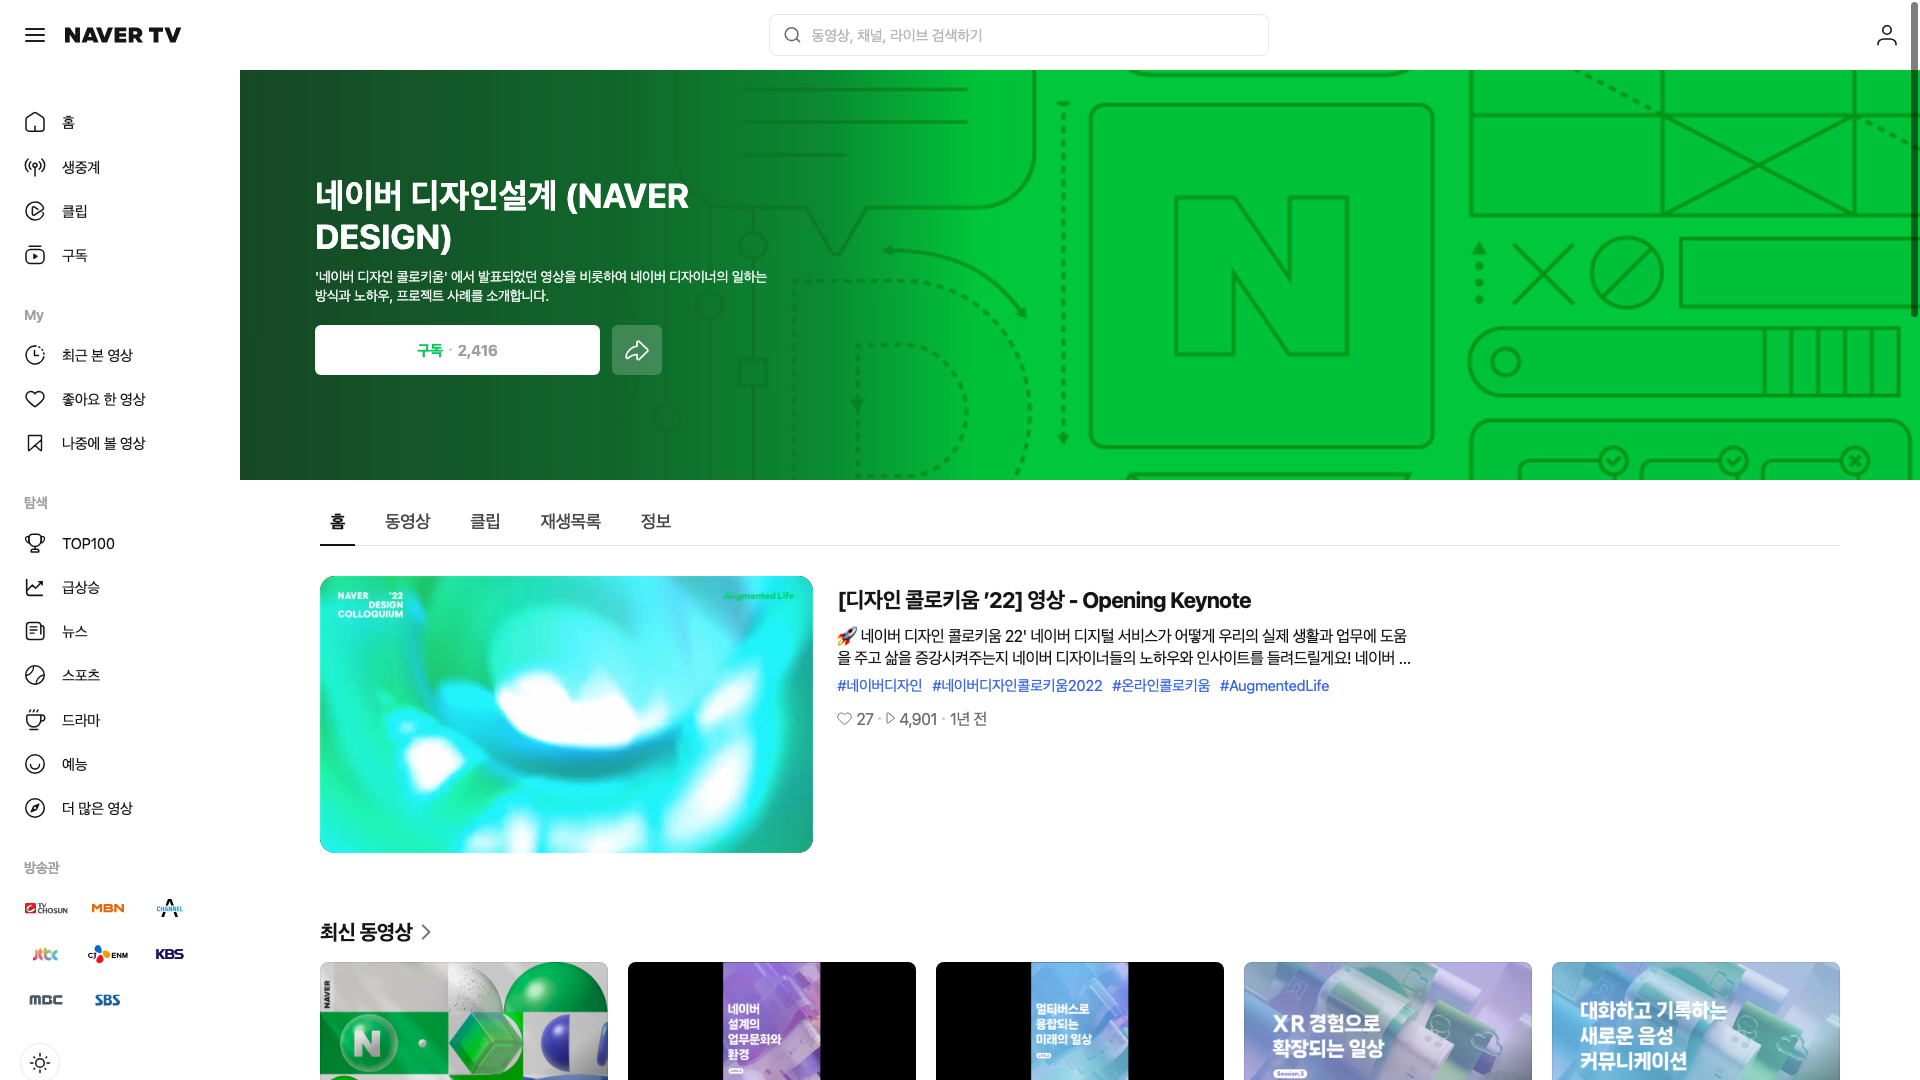 NAVER TV
동영상, 채널, 라이브 검색하기
홈
생중계
클립
구독
My
최근 본 영상
좋아요 한 영상
나중에 볼 영상
탐색
TOP100
급상승
뉴스
스포츠
드라마
예능
더 많은 영상
방송관
TV CHOSUN
MBN
CHANNEL A
jtbc
CJ ENM
KBS
MBC
SBS
네이버 디자인설계 (NAVER
DESIGN)
'네이버 디자인 콜로키움' 에서 발표되었던 영상을 비롯하여 네이버 디자이너의 일하는
방식과 노하우, 프로젝트 사례를 소개합니다.
구독 · 2,416
N
홈
동영상
클립
재생목록
정보
NAVER '22
DESIGN
COLLOQUIUM
Augmented Life
[디자인 콜로키움 ’22] 영상 - Opening Keynote
🚀 네이버 디자인 콜로키움 22' 네이버 디지털 서비스가 어떻게 우리의 실제 생활과 업무에 도움
을 주고 삶을 증강시켜주는지 네이버 디자이너들의 노하우와 인사이트를 들려드릴게요! 네이버 ...
#네이버디자인 #네이버디자인콜로키움2022 #온라인콜로키움 #AugmentedLife
27 · 4,901 · 1년 전
최신 동영상
NAVER
N
네이버
설계의
업무문화와
환경
멀티버스로
융합되는
미래의 일상
XR 경험으로
확장되는 일상
Session.3
대화하고 기록하는
새로운 음성
커뮤니케이션